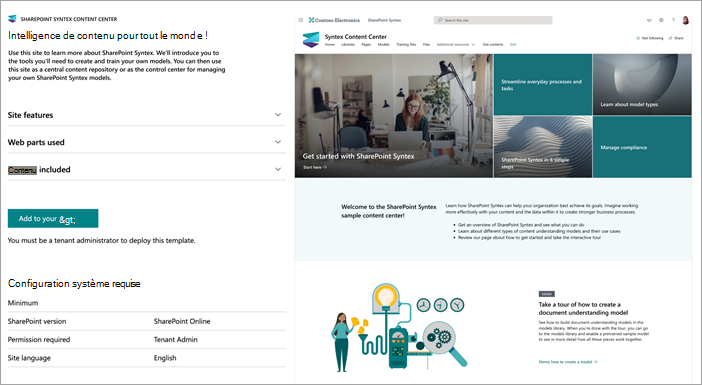 SHAREPOINT SYNTEX CONTENT CENTER
Intelligence de contenu pour tout le monde !
Use this site to learn more about SharePoint Syntex. We'll introduce you to
the tools you'll need to create and train your own models. You can then use
this site as a central content repository or as the control center for managing
your own SharePoint Syntex models.
Site features
Web parts used
Contenu included
Add to your &gt;
You must be a tenant administrator to deploy this template.
Configuration système requise
Minimum
SharePoint version SharePoint Online
Permission required Tenant Admin
Site language English
Contoso Electronics SharePoint Syntex
Search this site
Syntex Content Center
Home Libraries Pages Models Training files Files Additional resources Site contents Edit
Not following Share
Get started with SharePoint Syntex
Start here
Streamline everyday processes and
tasks
Learn about model types
SharePoint Syntex in 6 simple
steps
Manage compliance
Welcome to the SharePoint Syntex
sample content center!
Learn how SharePoint Syntex can help your organization best achieve its goals. Imagine working
more effectively with your content and the data within it to create stronger business processes.
Get an overview of SharePoint Syntex and see what you can do
Learn about different types of content understanding models and their use cases
Review our page about how to get started and take the interactive tour
Take a tour of how to create a
document understanding model
See how to build document understanding models in the
models library. When you're done with the tour, you can go
to the models library and enable a pretrained sample model
to see in more detail how all these pieces work together.
Demo how to create a model